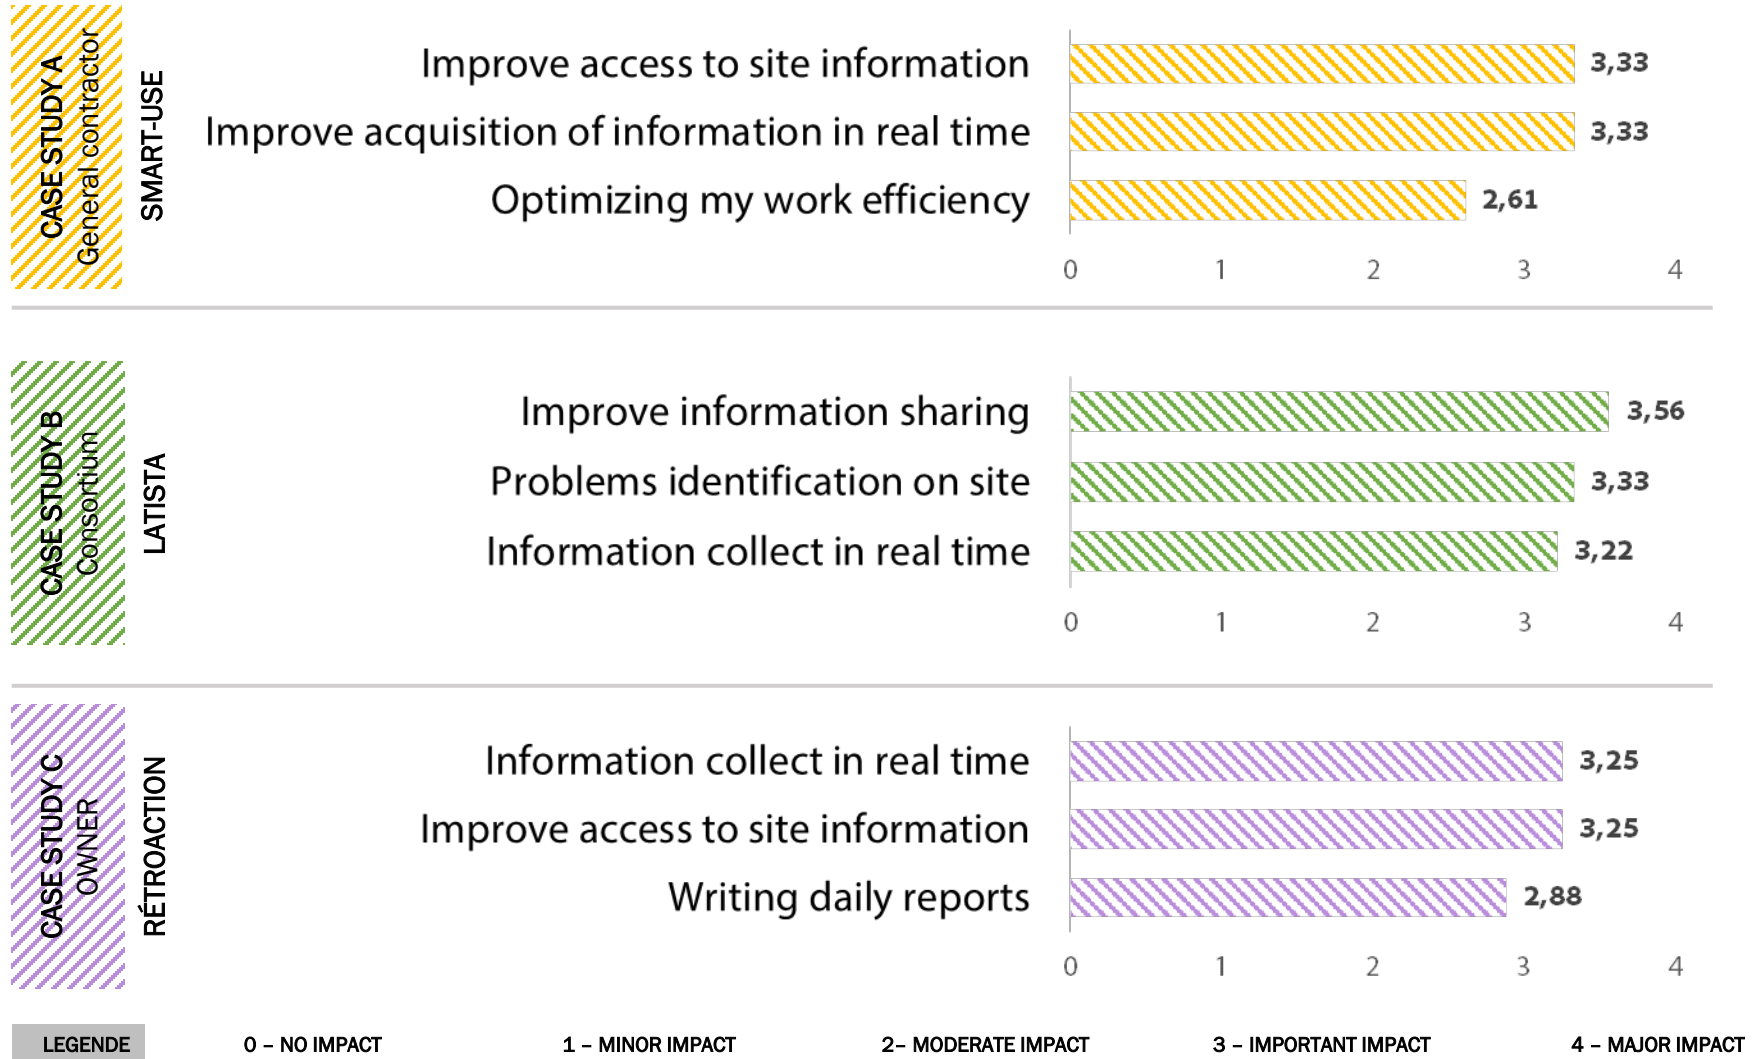 CASE STUDY A
General contractor
SMART-USE
Improve access to site information 3,33
Improve acquisition of information in real time 3,33
Optimizing my work efficiency 2,61
0 1 2 3 4
CASE STUDY B
Consortium
LATISTA
Improve information sharing 3,56
Problems identification on site 3,33
Information collect in real time 3,22
0 1 2 3 4
CASE STUDY C
OWNER
RÉTROACTION
Information collect in real time 3,25
Improve access to site information 3,25
Writing daily reports 2,88
0 1 2 3 4
LEGENDE 0 – NO IMPACT 1 – MINOR IMPACT 2– MODERATE IMPACT 3 – IMPORTANT IMPACT 4 – MAJOR IMPACT